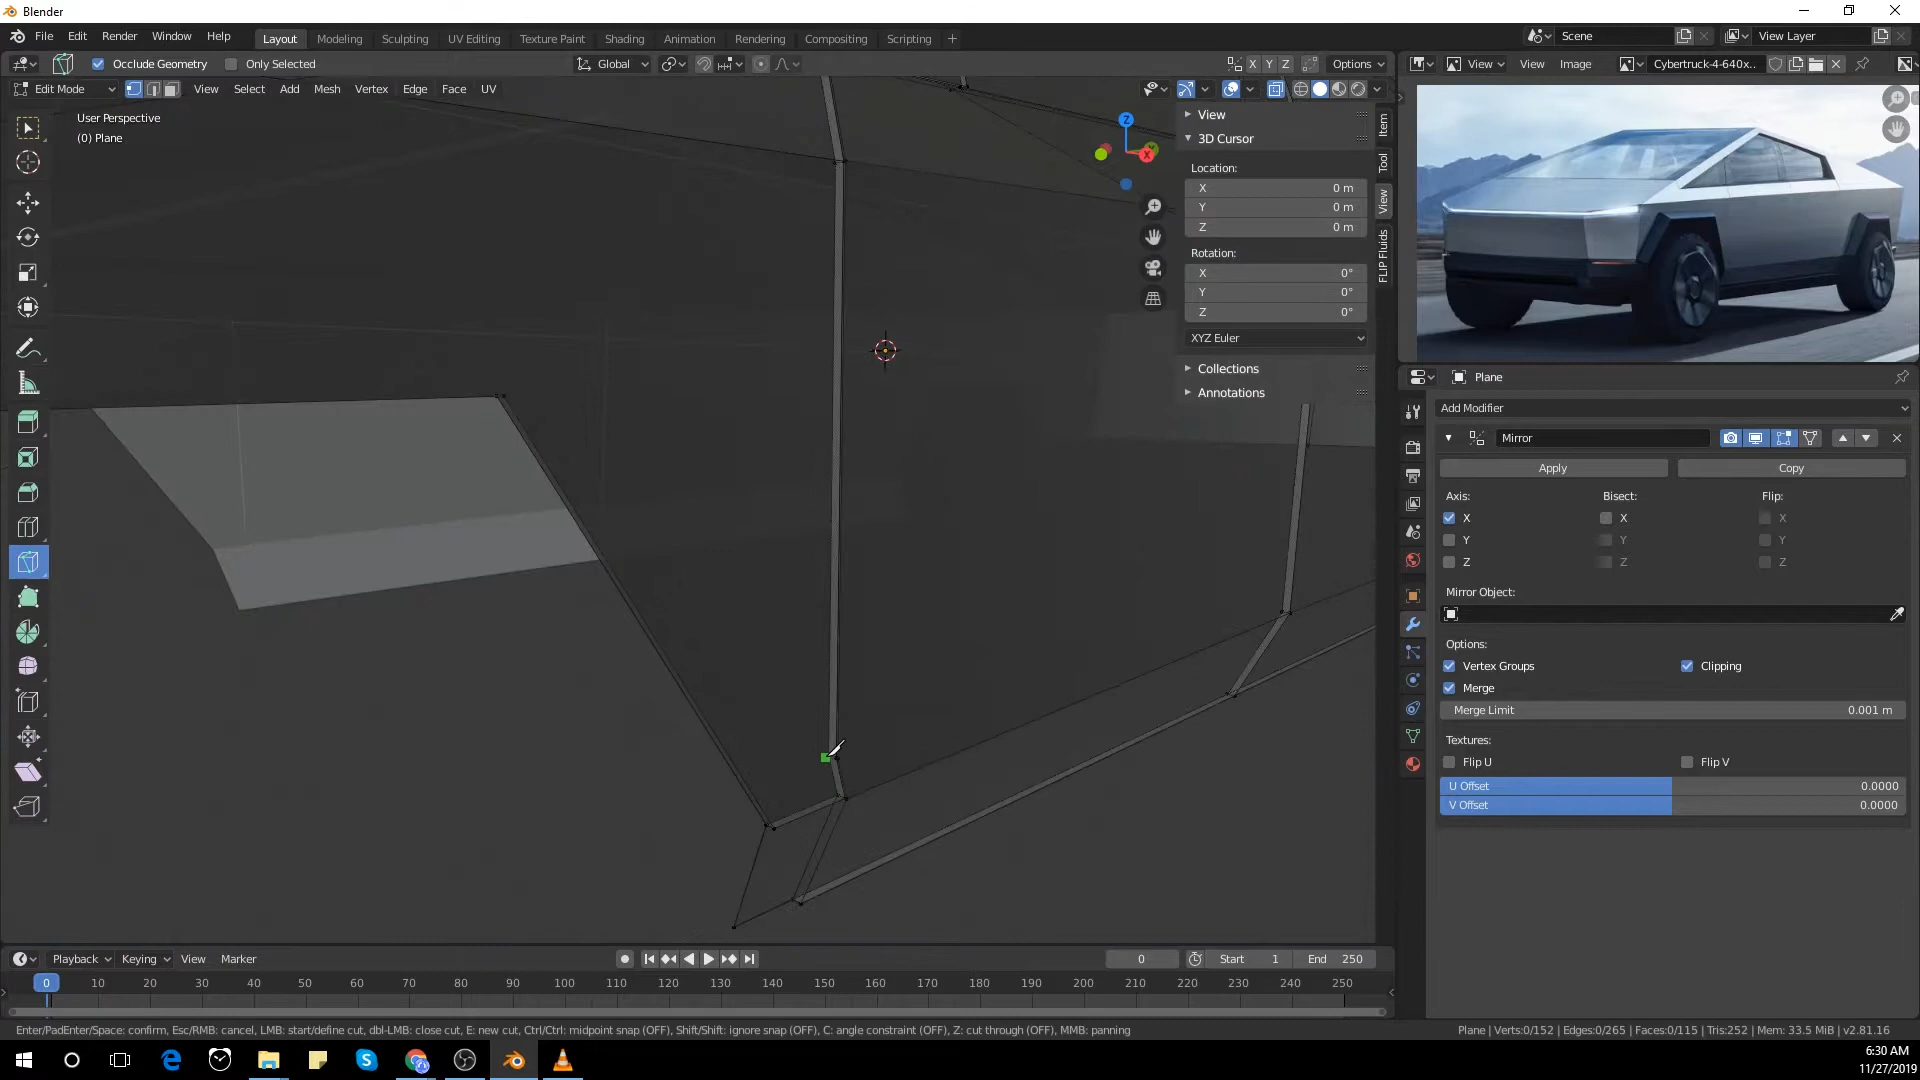 Blender
File Edit Render Window Help
Layout Modeling Sculpting UV Editing Texture Paint Shading Animation Rendering Compositing Scripting
Scene
View Layer
Occlude Geometry Only Selected
Global
X Y Z Options
View View Image Cybertruck-4-640x..
Edit Mode View Select Add Mesh Vertex Edge Face UV
User Perspective
(0) Plane
Z
X
View
3D Cursor
Location:
X 0 m
Y 0 m
Z 0 m
Rotation:
X 0°
Y 0°
Z 0°
XYZ Euler
Collections
Annotations
Item
Tool
View
FLIP Fluids
Plane
Add Modifier
Mirror
Apply Copy
Axis: Bisect: Flip:
X X X
Y Y Y
Z Z Z
Mirror Object:
Options:
Vertex Groups Clipping
Merge
Merge Limit 0.001 m
Textures:
Flip U Flip V
U Offset 0.0000
V Offset 0.0000
Playback Keying View Marker 0 Start 1 End 250
0 10 20 30 40 50 60 70 80 90 100 110 120 130 140 150 160 170 180 190 200 210 220 230 240 250
Enter/PadEnter/Space: confirm, Esc/RMB: cancel, LMB: start/define cut, dbl-LMB: close cut, E: new cut, Ctrl/Ctrl: midpoint snap (OFF), Shift/Shift: ignore snap (OFF), C: angle constraint (OFF), Z: cut through (OFF), MMB: panning
Plane | Verts:0/152 | Edges:0/265 | Faces:0/115 | Tris:252 | Mem: 33.5 MiB | v2.81.16
6:30 AM
11/27/2019